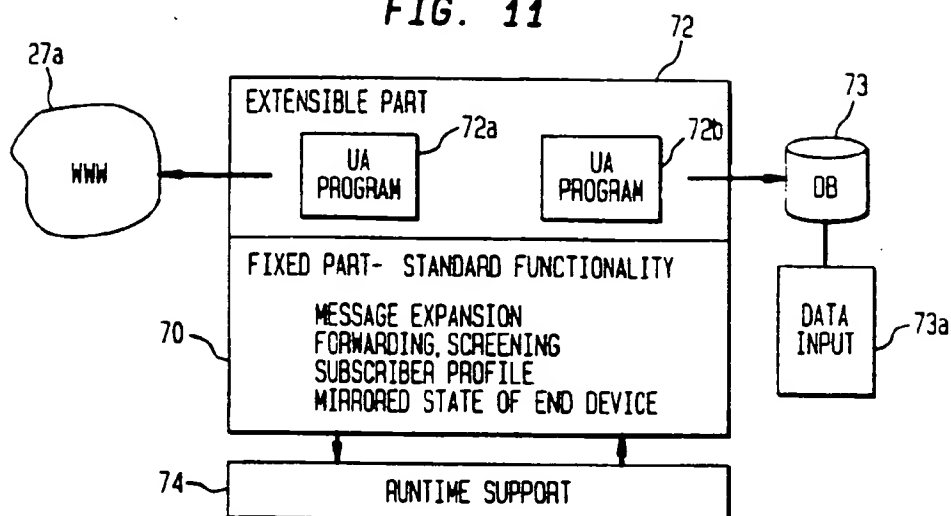 FIG. 11
27a
WWW
72
EXTENSIBLE PART
72a
UA
PROGRAM
72b
UA
PROGRAM
73
DB
DATA
INPUT
73a
70
FIXED PART- STANDARD FUNCTIONALITY
MESSAGE EXPANSION
FORWARDING, SCREENING
SUBSCRIBER PROFILE
MIRRORED STATE OF END DEVICE
74
RUNTIME SUPPORT